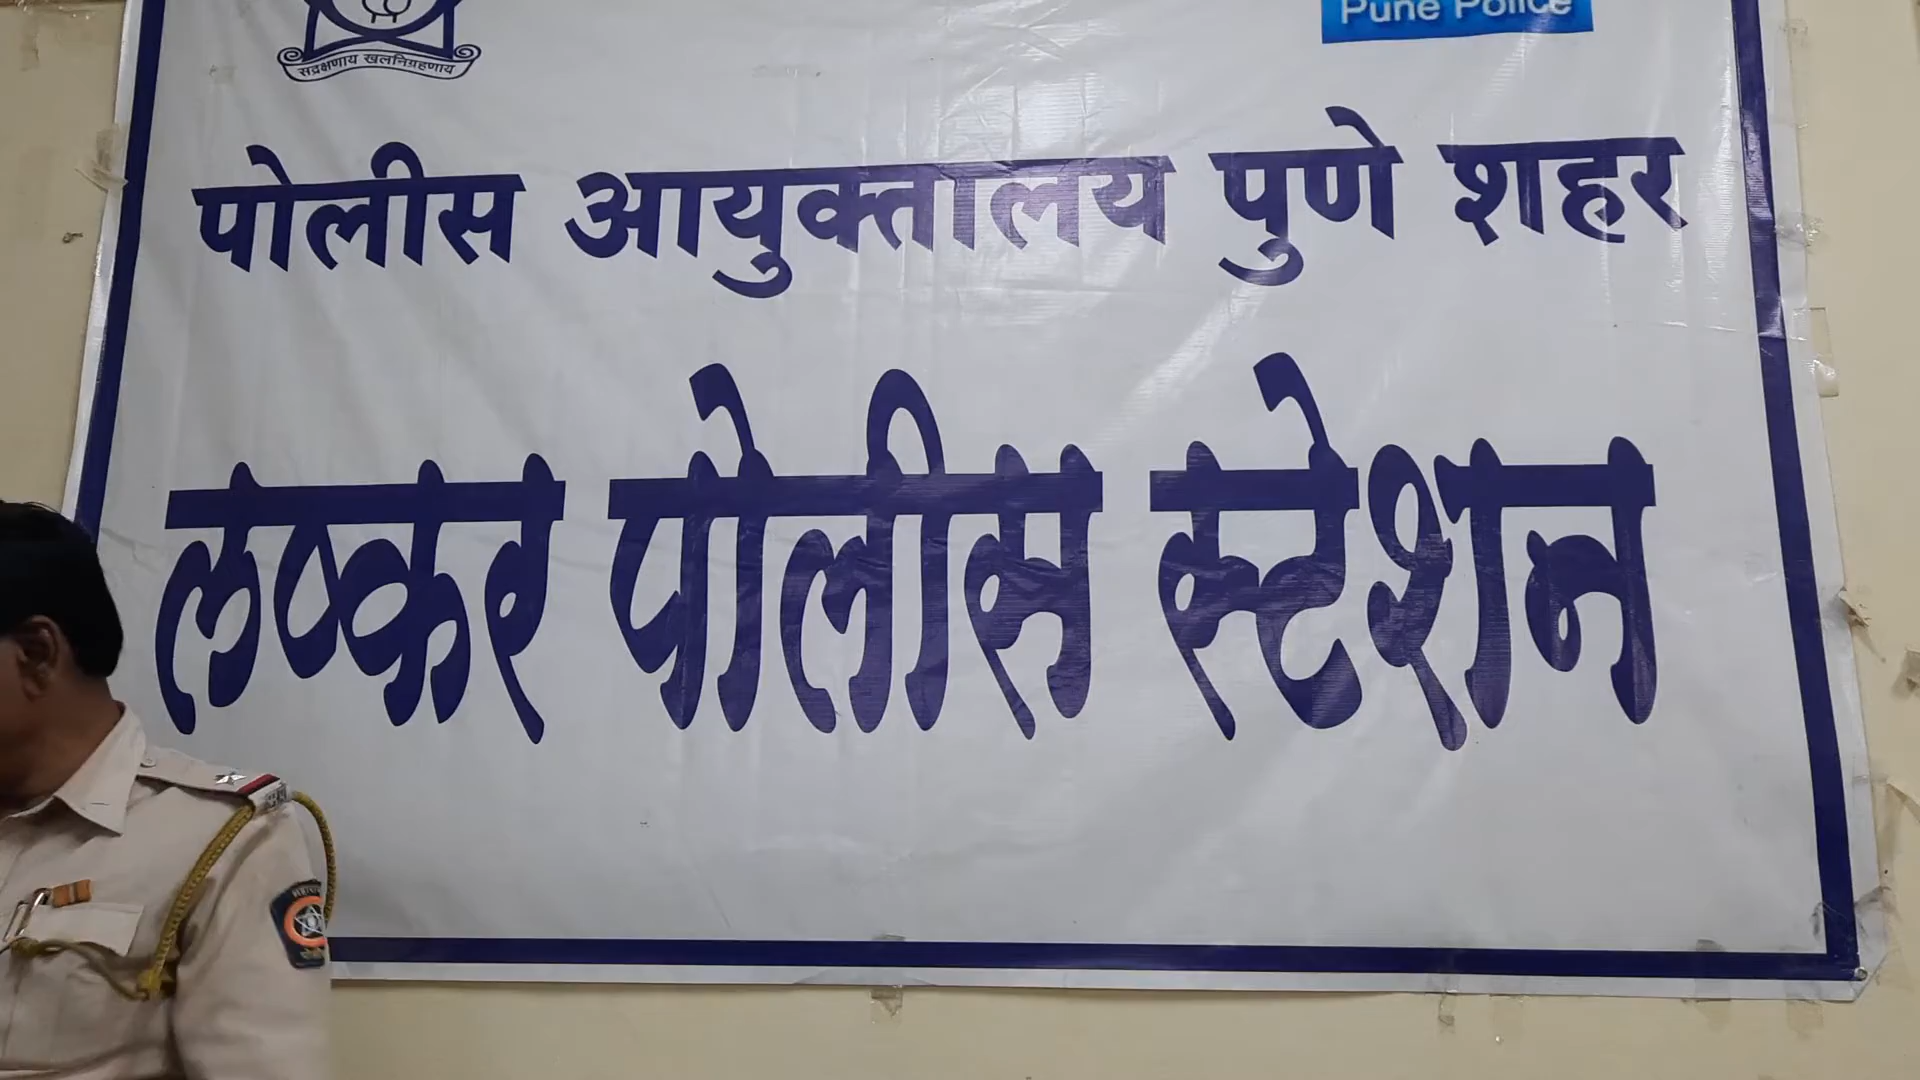 Pune Police
सद्रक्षणाय खलनिग्रहणाय
पोलीस आयुक्तालय पुणे शहर
लष्कर पोलीस स्टेशन